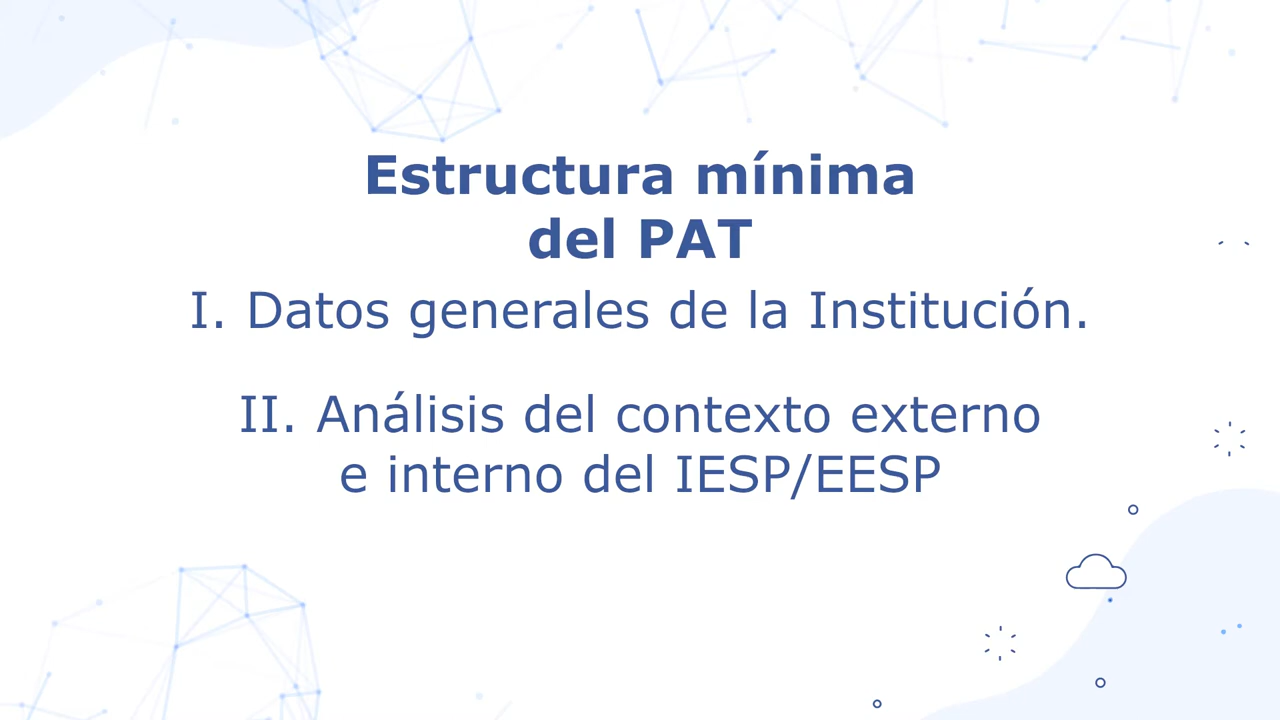 Estructura mínima
del PAT
I. Datos generales de la Institución.
II. Análisis del contexto externo
e interno del IESP/EESP